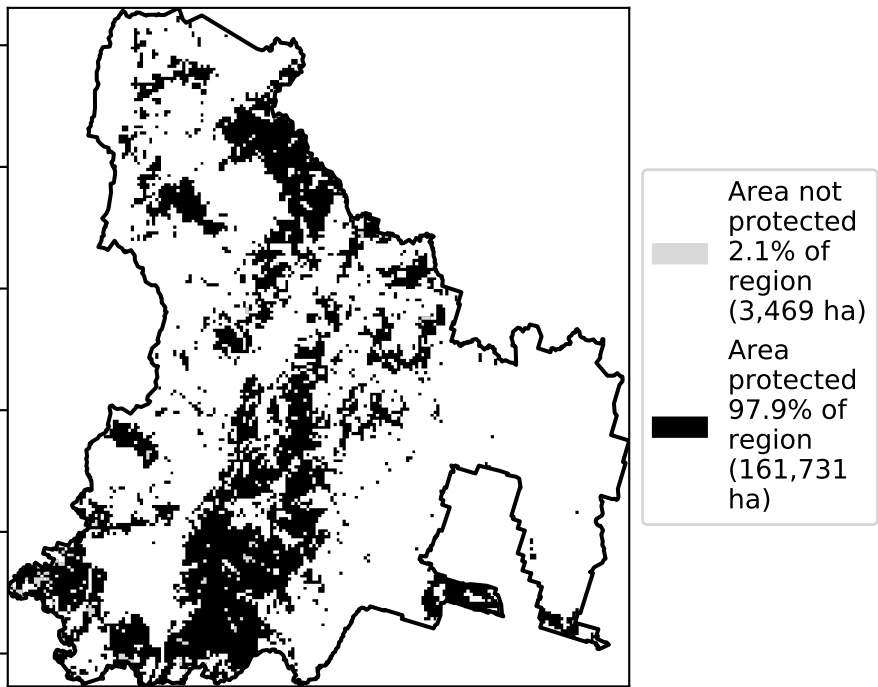 Area not
protected
2.1% of
region
(3,469 ha)
Area
protected
97.9% of
region
(161,731
ha)